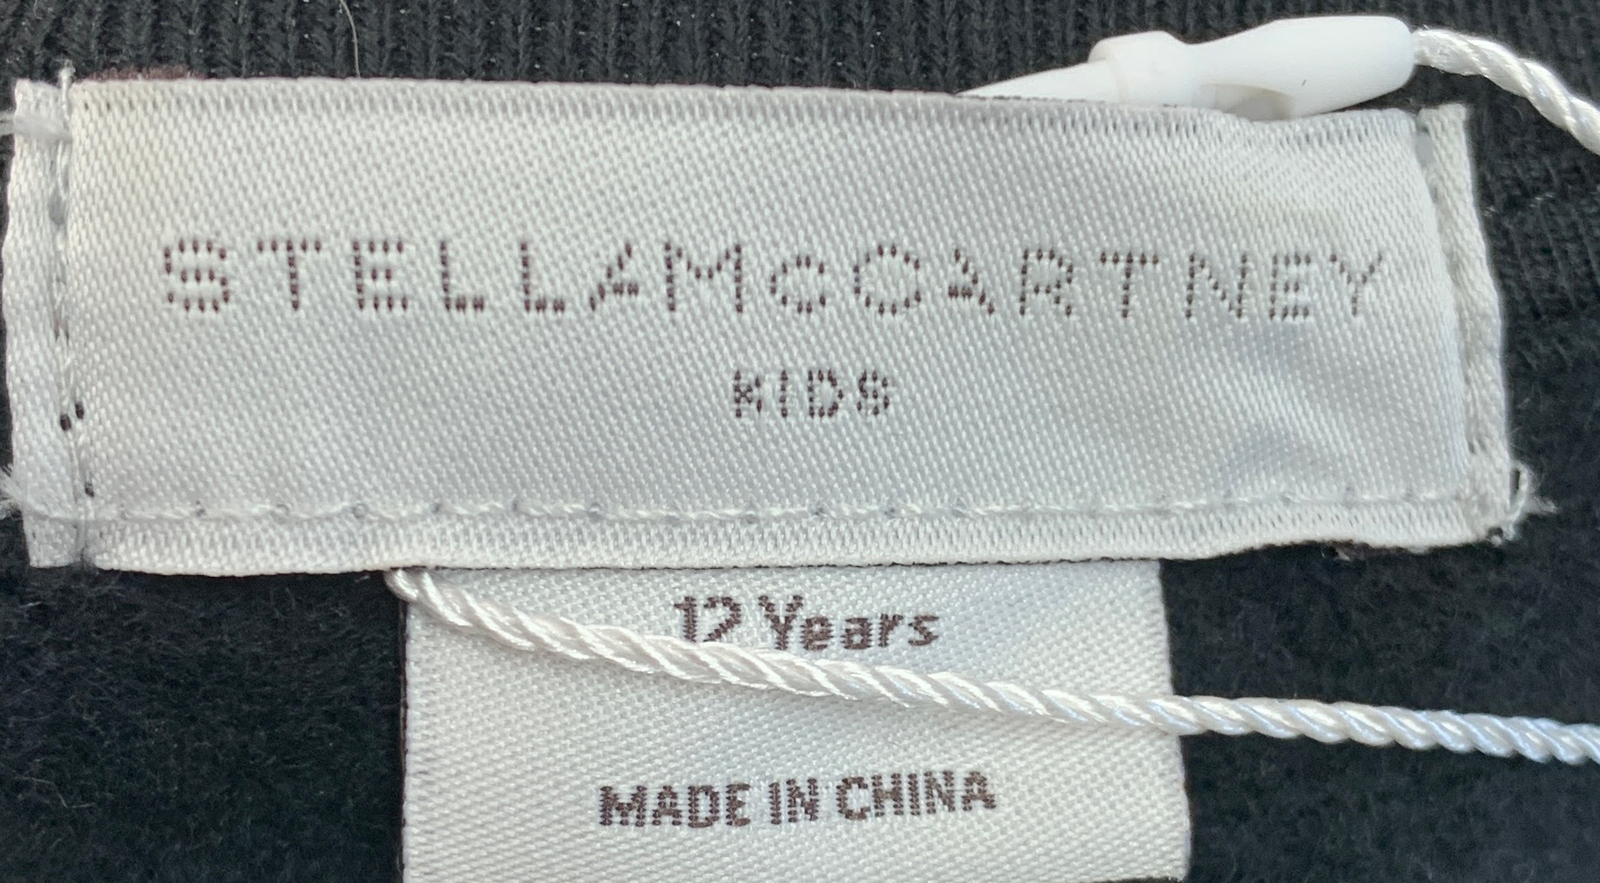 STELLAMcCARTNEY
KIDS
12 Years
MADE IN CHINA